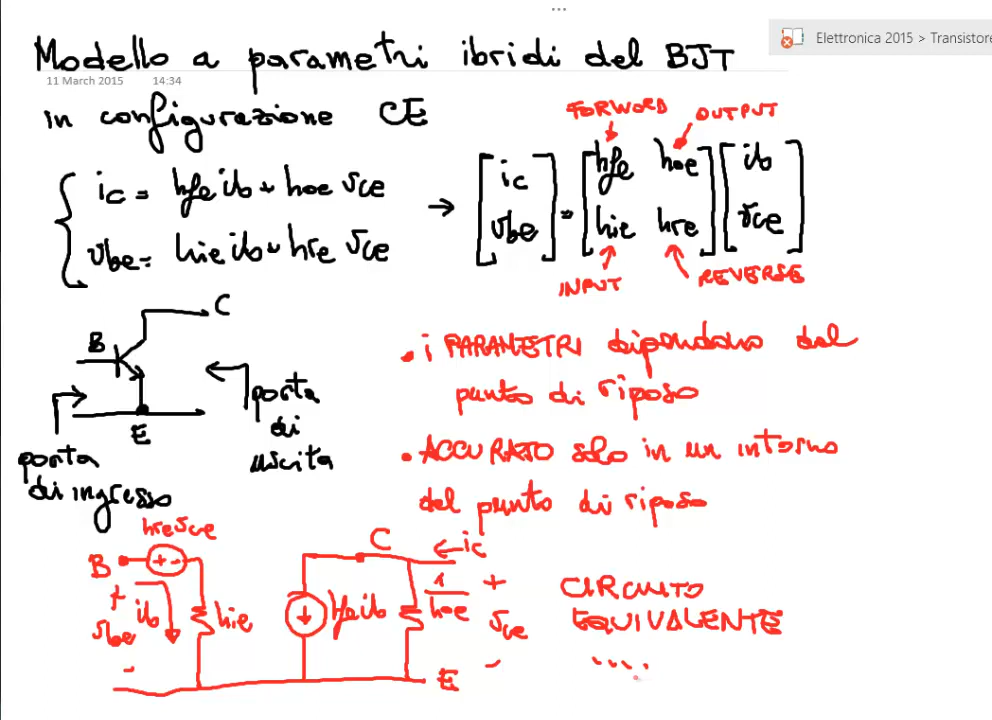 ...
Elettronica 2015 > Transistore
Modello a parametri ibridi del BJT
11 March 2015 14:34
in configurazione CE
FORWORD OUTPUT
ic = hfe ib + hoe vce
vbe = hie ib + hre vce
→
ic
vbe
=
hfe hoe
hie hre
ib
vce
INPUT REVERSE
C
B
E
porta
di ingresso
porta
di
uscita
• i PARAMETRI dipendono dal
punto di riposo
• ACCURATO solo in un intorno
del punto di riposo
hre vce
B + -
+
vbe
-
ib
hie
hfe ib
C
ic
1/hoe
+
vce
-
E
CIRCUITO
EQUIVALENTE
.....